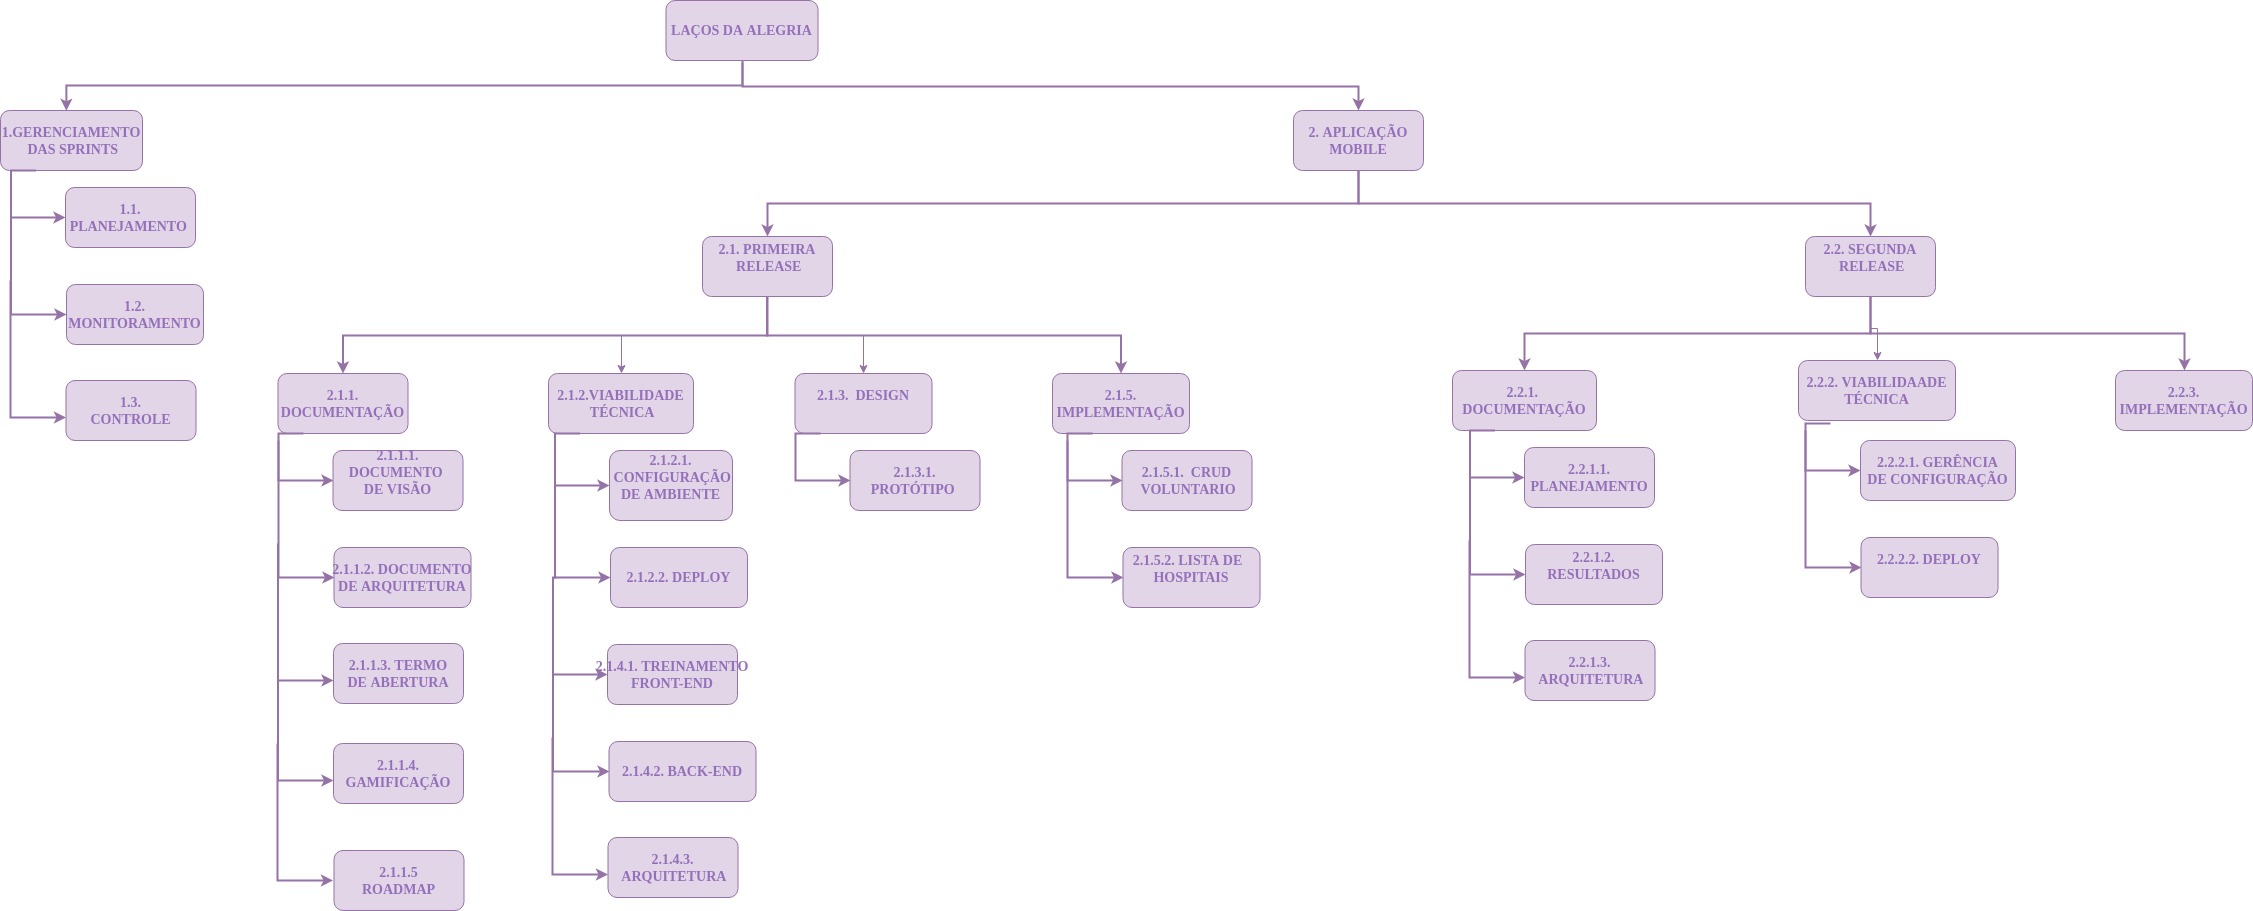 LAÇOS DA ALEGRIA
1.GERENCIAMENTO
DAS SPRINTS
2. APLICAÇÃO
MOBILE
1.1.
PLANEJAMENTO
1.2.
MONITORAMENTO
1.3.
CONTROLE
2.1. PRIMEIRA
RELEASE
2.2. SEGUNDA
RELEASE
2.1.1.
DOCUMENTAÇÃO
2.1.1.1.
DOCUMENTO
DE VISÃO
2.1.1.2. DOCUMENTO
DE ARQUITETURA
2.1.1.3. TERMO
DE ABERTURA
2.1.1.4.
GAMIFICAÇÃO
2.1.1.5
ROADMAP
2.1.2.VIABILIDADE
TÉCNICA
2.1.2.1.
CONFIGURAÇÃO
DE AMBIENTE
2.1.2.2. DEPLOY
2.1.4.1. TREINAMENTO
FRONT-END
2.1.4.2. BACK-END
2.1.4.3.
ARQUITETURA
2.1.3. DESIGN
2.1.3.1.
PROTÓTIPO
2.1.5.
IMPLEMENTAÇÃO
2.1.5.1. CRUD
VOLUNTARIO
2.1.5.2. LISTA DE
HOSPITAIS
2.2.1.
DOCUMENTAÇÃO
2.2.1.1.
PLANEJAMENTO
2.2.1.2.
RESULTADOS
2.2.1.3.
ARQUITETURA
2.2.2. VIABILIDAADE
TÉCNICA
2.2.2.1. GERÊNCIA
DE CONFIGURAÇÃO
2.2.2.2. DEPLOY
2.2.3.
IMPLEMENTAÇÃO